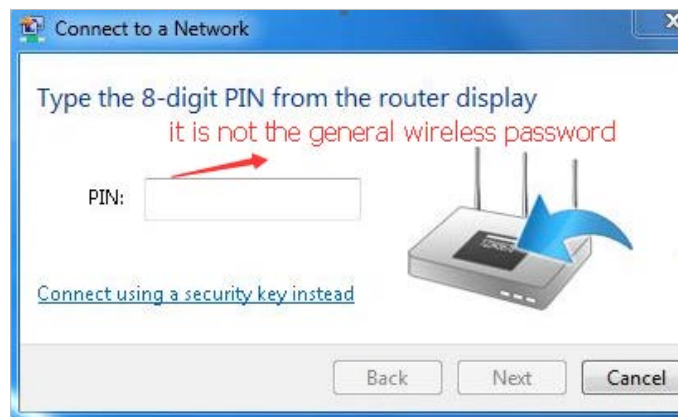 Connect to a Network
X
Type the 8-digit PIN from the router display
it is not the general wireless password
PIN:
Connect using a security key instead
Back
Next
Cancel